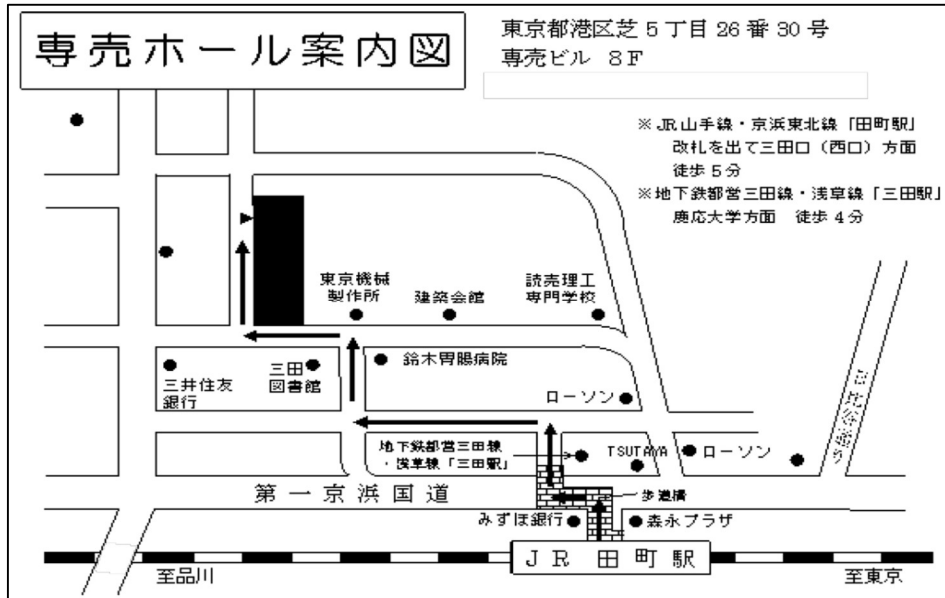 専売ホール案内図
東京都港区芝5丁目26番30号
専売ビル 8F
※JR山手線・京浜東北線「田町駅」
改札を出て三田口(西口)方面
徒歩5分
※地下鉄都営三田線・浅草線「三田駅」
慶応大学方面 徒歩4分
東京機械
製作所
建築会館
読売理工
専門学校
三井住友
銀行
三田
図書館
鈴木胃腸病院
ローソン
地下鉄都営三田線
・浅草線「三田駅」
TSUTAYA
ローソン
日比谷通り
第一京浜国道
歩道橋
みずほ銀行
森永プラザ
JR 田町駅
至品川
至東京